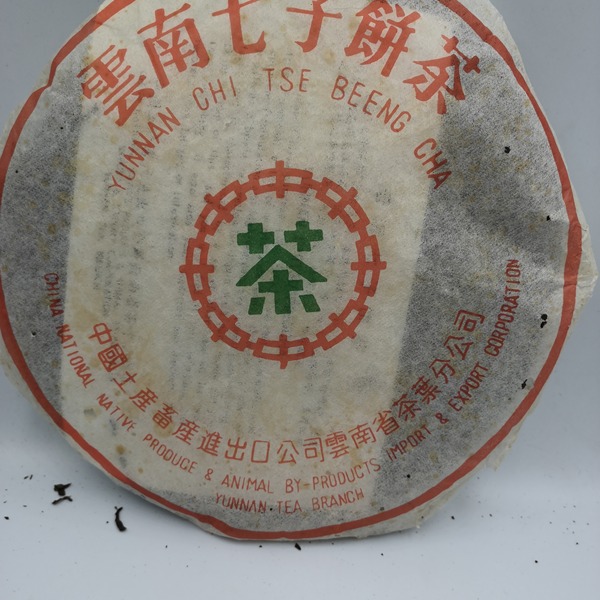 雲南七子餅茶
YUNNAN CHI TSE BEENG CHA
茶
中國土產畜產進出口公司雲南省茶葉分公司
CHINA NATIONAL NATIVE PRODUCE & ANIMAL BY-PRODUCTS IMPORT & EXPORT CORPORATION
YUNNAN TEA BRANCH